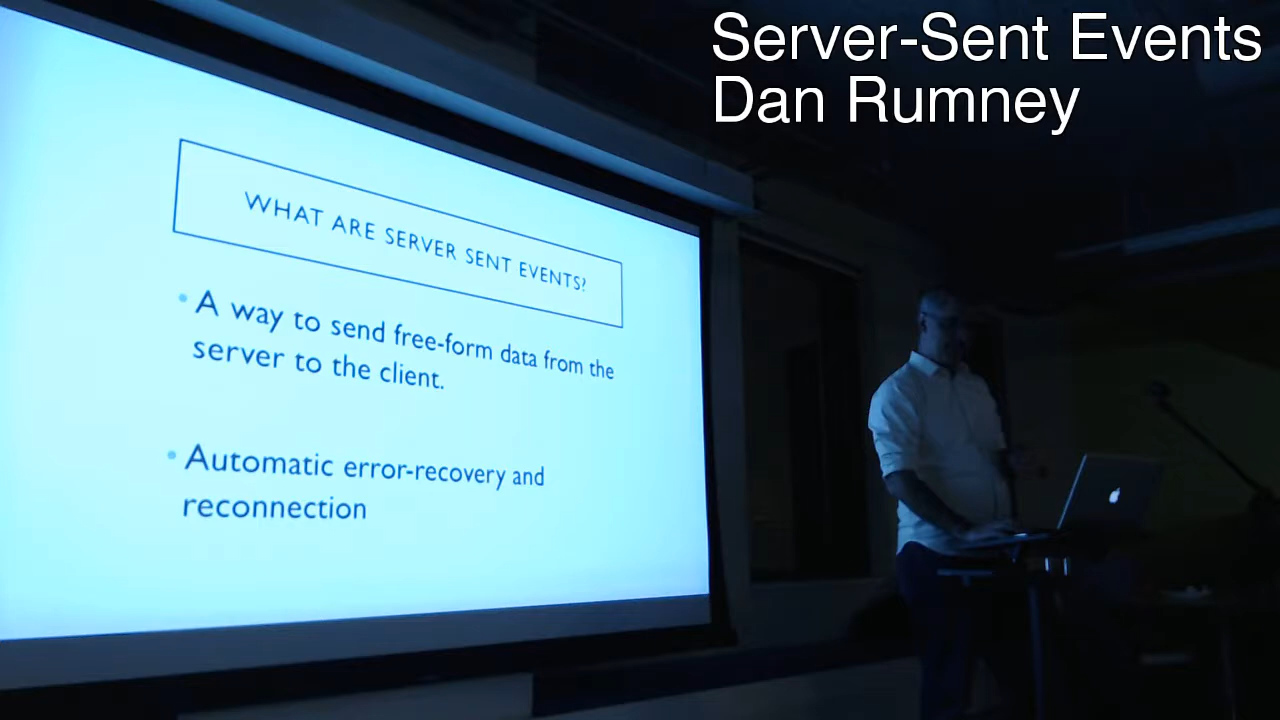 Server-Sent Events
Dan Rumney
WHAT ARE SERVER SENT EVENTS?
• A way to send free-form data from the
server to the client.
• Automatic error-recovery and
reconnection